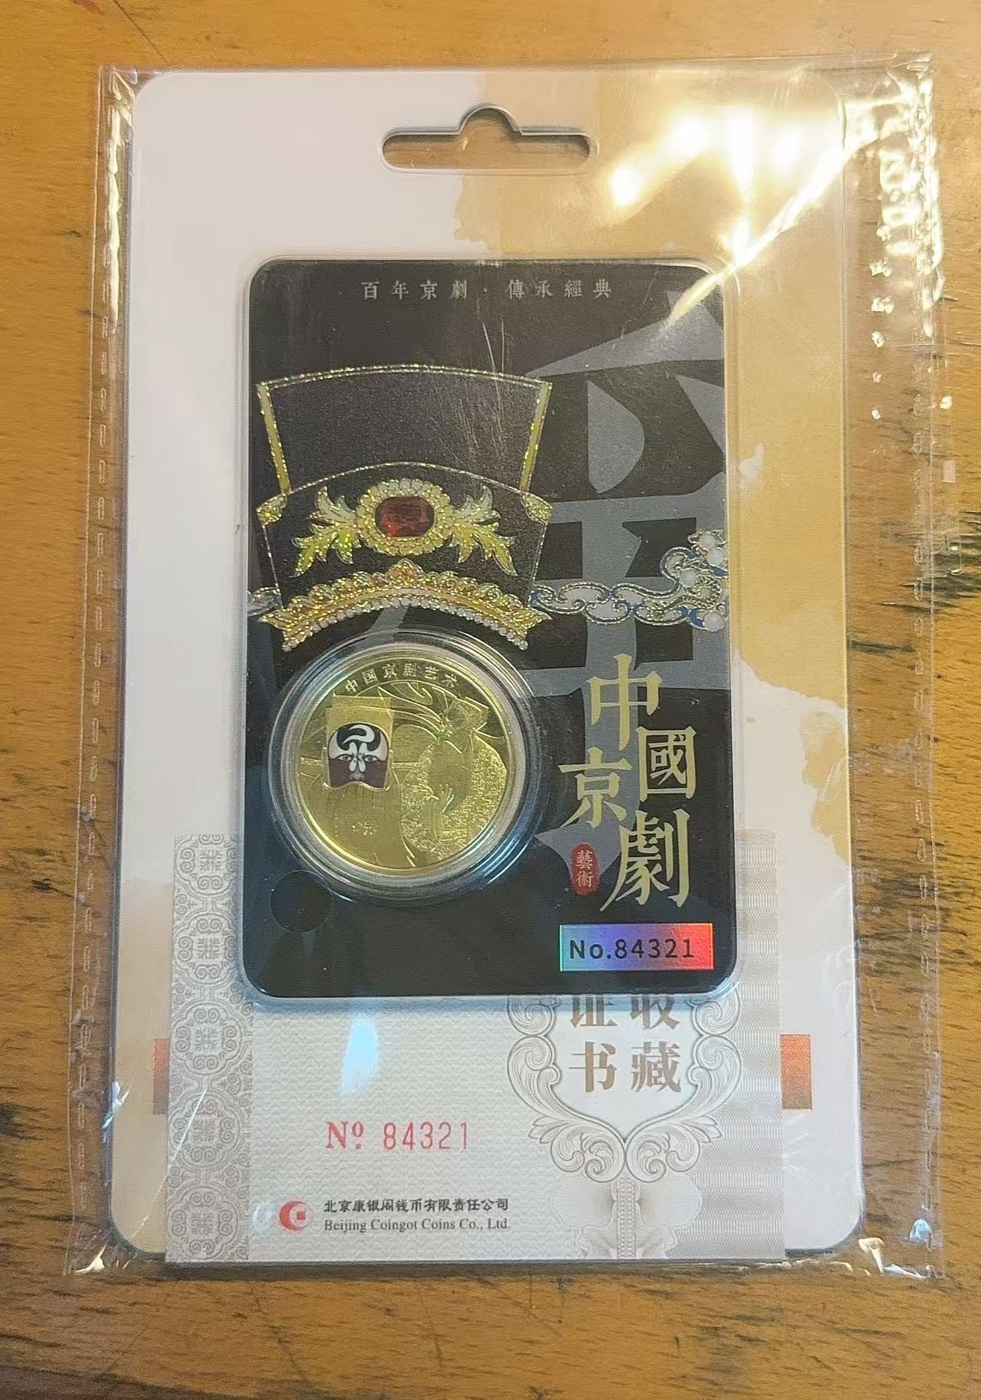 百年京劇·傳承經典
中国京剧艺术
中國
京劇
藝術
No.84321
收藏
证书
Nº 84321
北京康银阁钱币有限责任公司
Beijing Coingot Coins Co., Ltd.